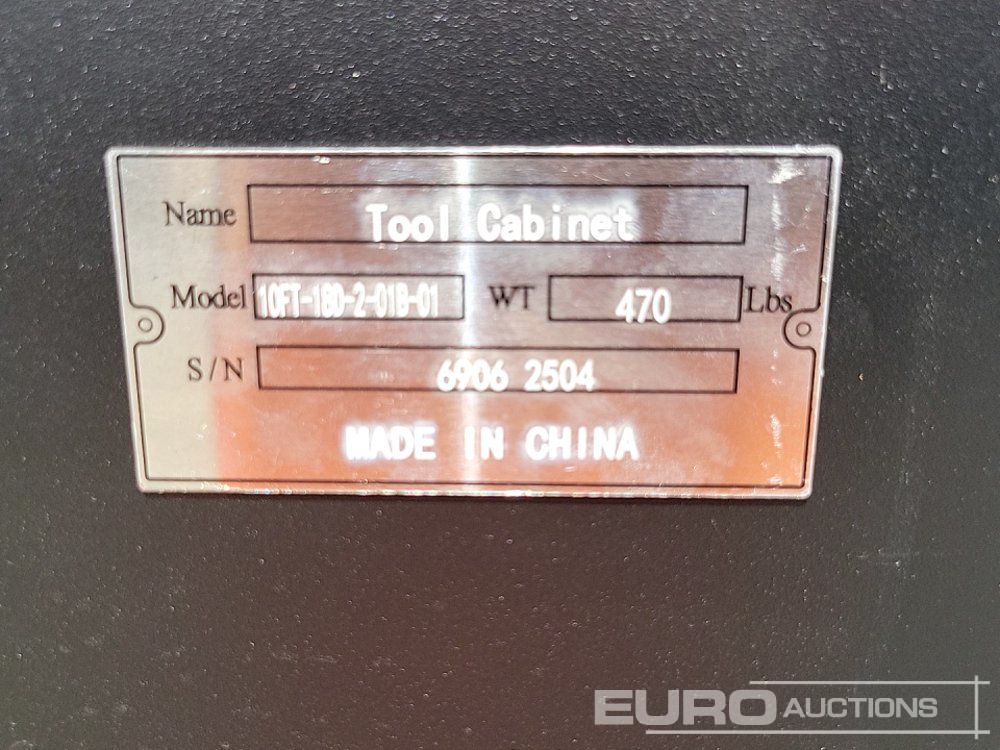 Name Tool Cabinet
Model 10FT-18D-2-01B-01 WT 470 Lbs
S/N 6906 2504
MADE IN CHINA
EURO AUCTIONS